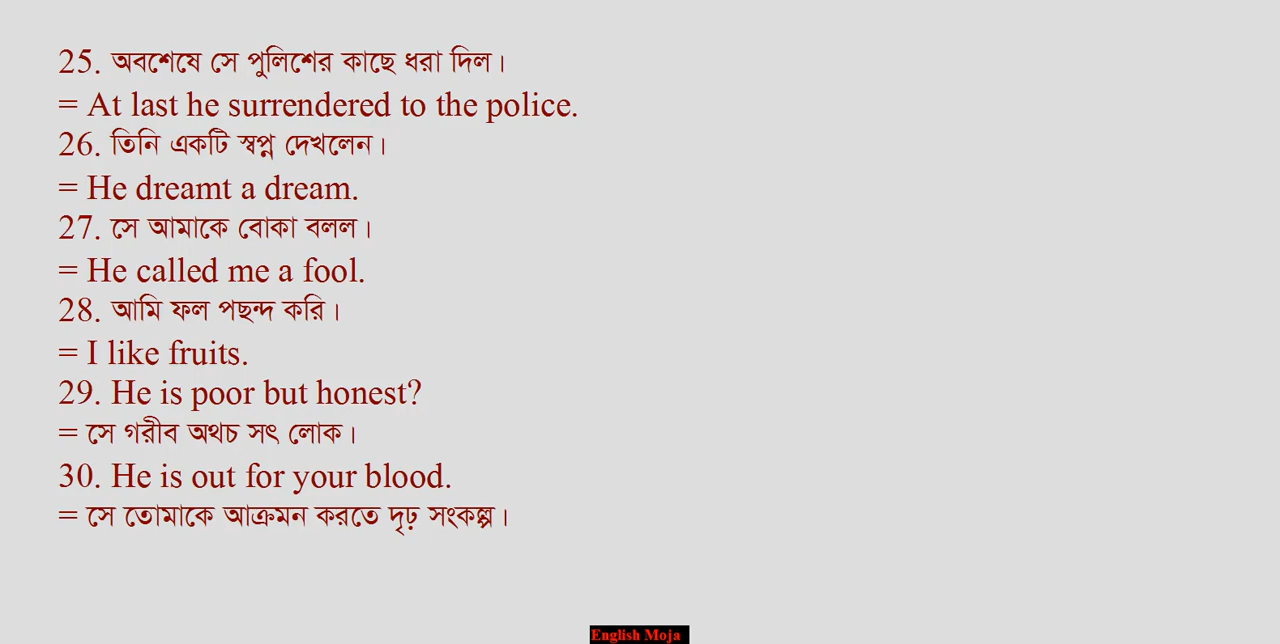 25. অবশেষে সে পুলিশের কাছে ধরা দিল।
= At last he surrendered to the police.
26. তিনি একটি স্বপ্ন দেখলেন।
= He dreamt a dream.
27. সে আমাকে বোকা বলল।
= He called me a fool.
28. আমি ফল পছন্দ করি।
= I like fruits.
29. He is poor but honest?
= সে গরীব অথচ সৎ লোক।
30. He is out for your blood.
= সে তোমাকে আক্রমন করতে দৃঢ় সংকল্প।
English Moja